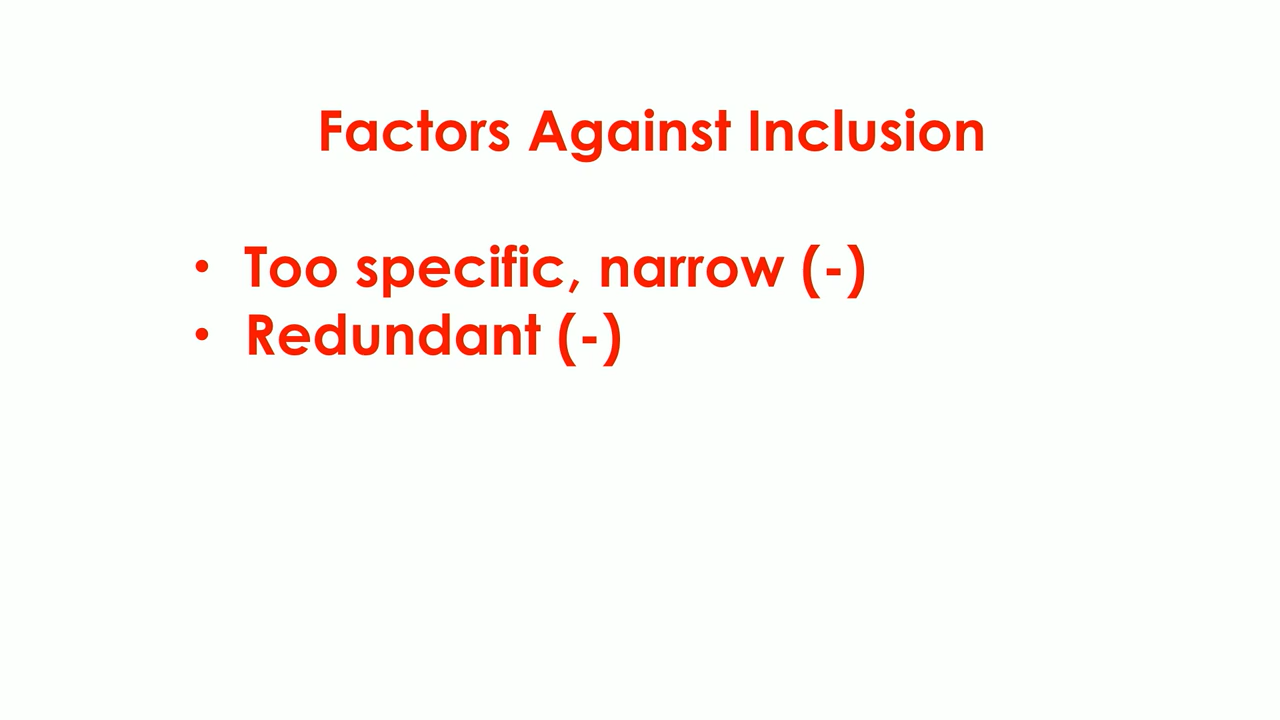 Factors Against Inclusion
• Too specific, narrow (-)
• Redundant (-)